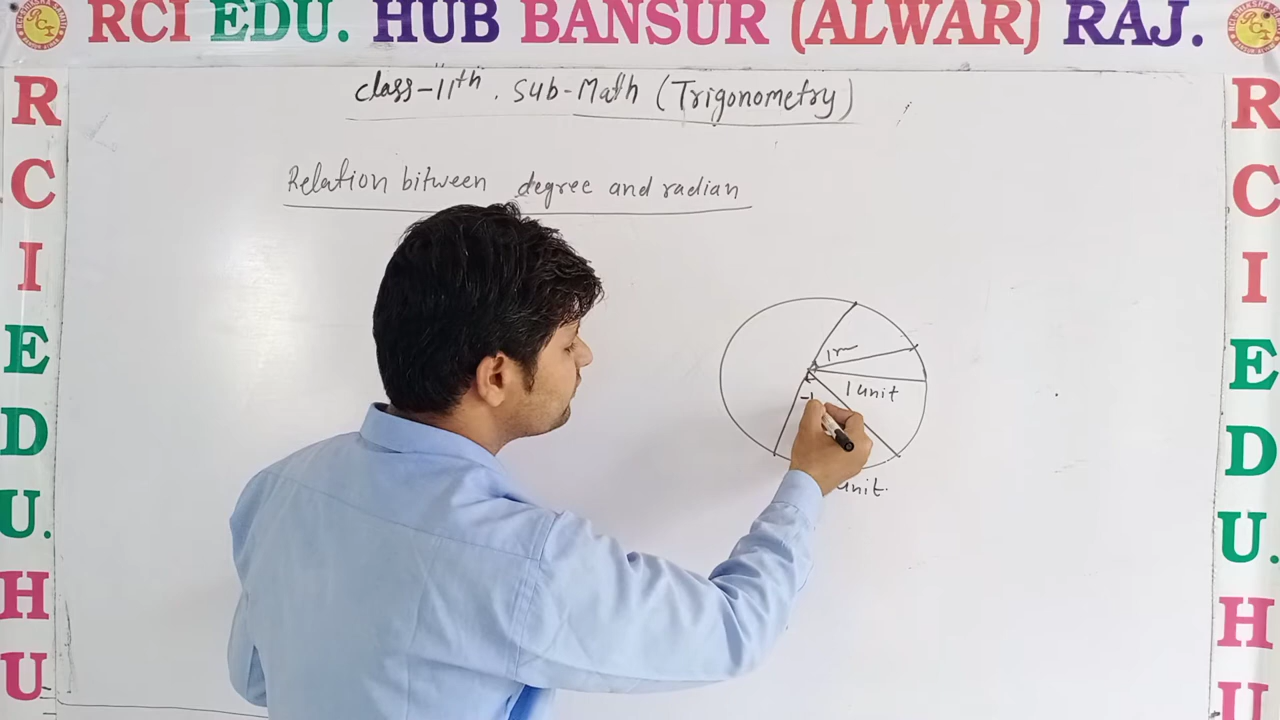 RCI EDU. HUB BANSUR (ALWAR) RAJ.
Class-11th. Sub-Math (Trigonometry)
Relation bitween degree and radian
1
1 unit
unit.
R
C
I
E
D
U.
H
U
R
C
I
E
D
U.
H
U